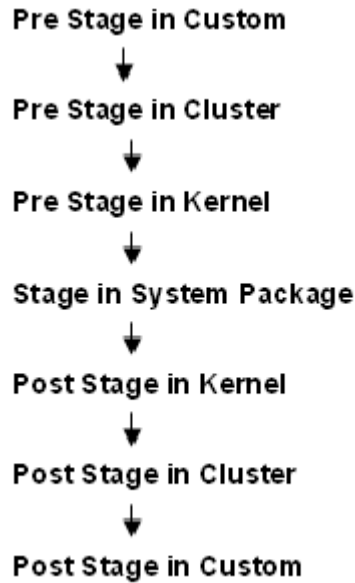 Pre Stage in Custom
Pre Stage in Cluster
Pre Stage in Kernel
Stage in System Package
Post Stage in Kernel
Post Stage in Cluster
Post Stage in Custom